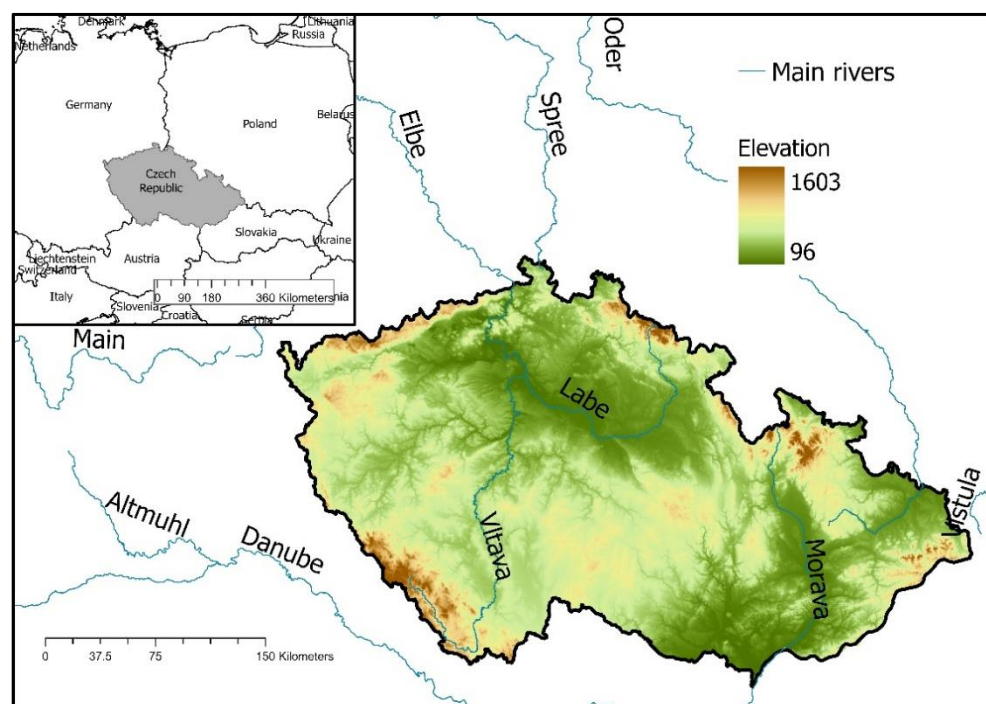 Denmark
Lithuania
Netherlands
Russia
Germany
Poland
Belarus
Czech
Republic
Slovakia
Ukraine
Liechtenstein
Austria
Switzerland
0 90 180 360 Kilometers
Italy
Slovenia
Croatia
Oder
Elbe
Spree
Main rivers
Elevation
1603
96
Main
Labe
Altmuhl
Danube
Vltava
Morava
0 37.5 75 150 Kilometers